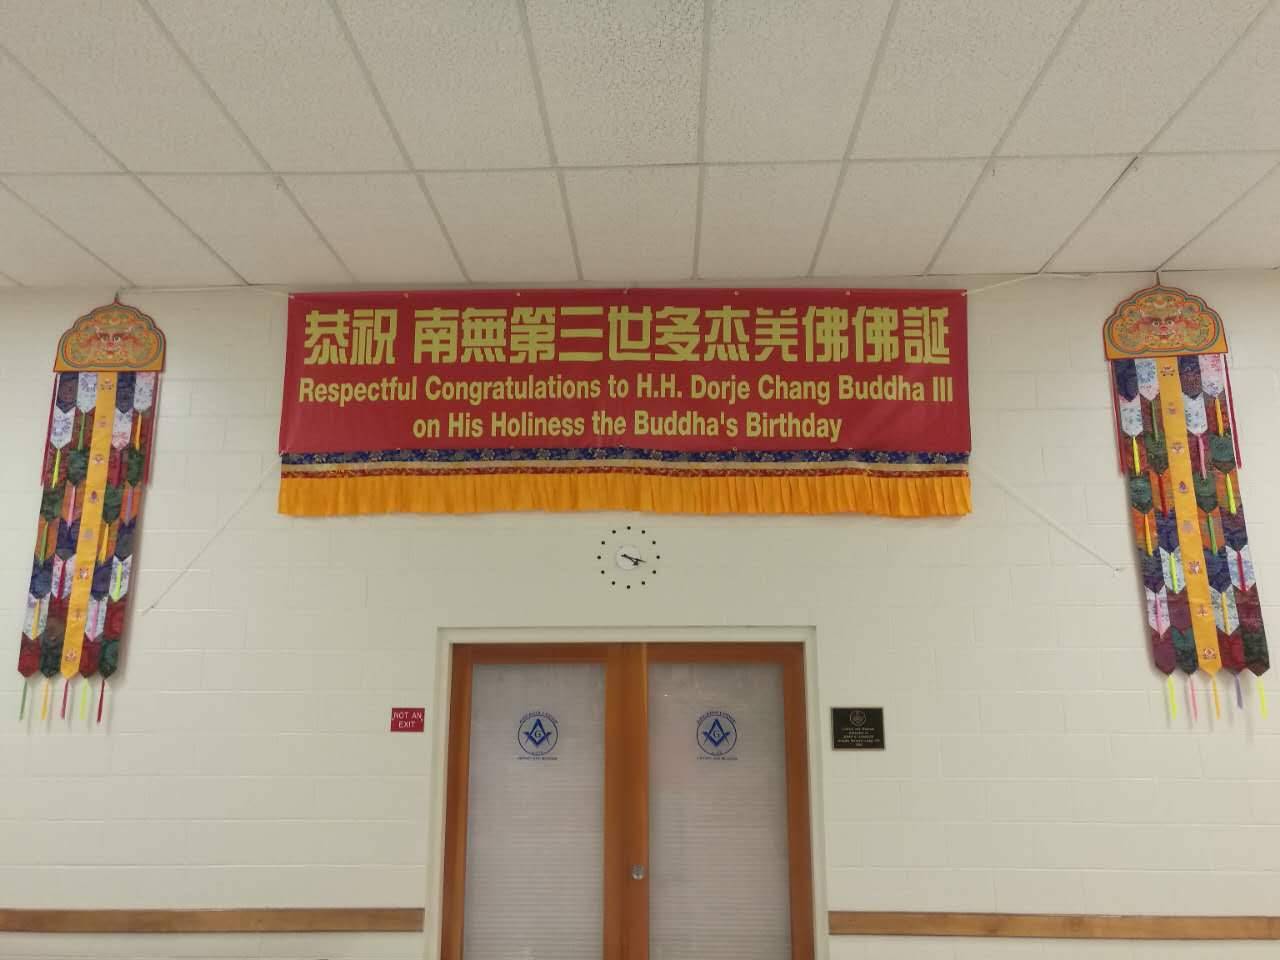 恭祝 南無第三世多杰羌佛佛誕
Respectful Congratulations to H.H. Dorje Chang Buddha III
on His Holiness the Buddha's Birthday
NOT AN
EXIT
G
G